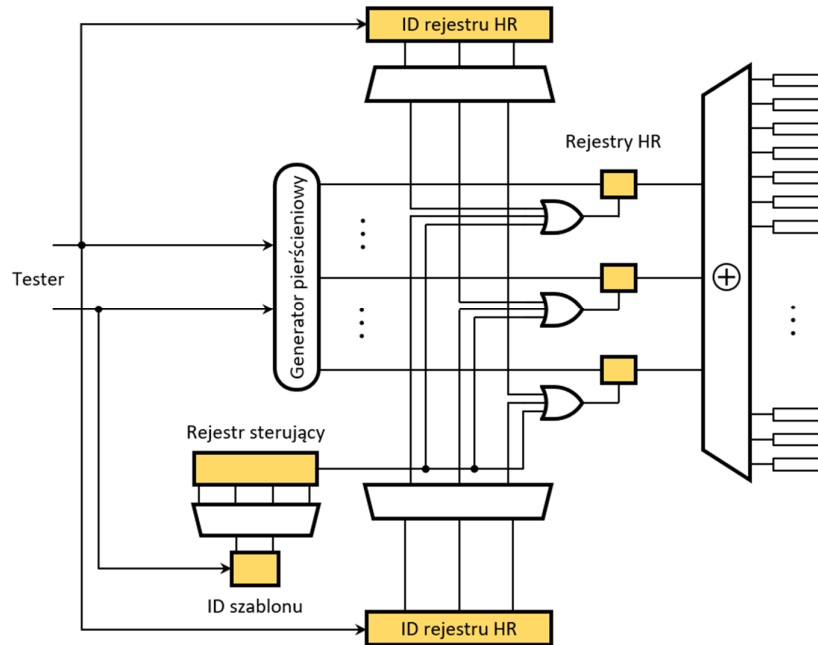 ID rejestru HR
Rejestry HR
Generator pierścieniowy
Tester
Rejestr sterujący
ID szablonu
ID rejestru HR